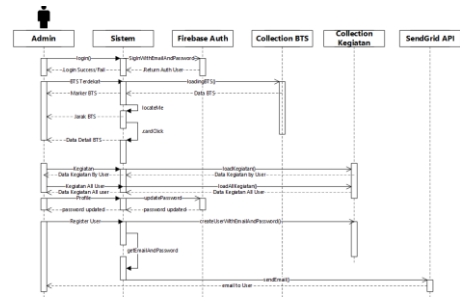 Admin
Sistem
Firebase Auth
Collection BTS
Collection
Kegiatan
SendGrid API
login()
SiginWithEmailAndPassword()
Login Success/Fail
Return Auth User
BTS Terdekat
loadingBTS()
Marker BTS
Data BTS
locateMe
Jarak BTS
cardClick
Data Detail BTS
Kegiatan
loadKegiatan()
Data Kegiatan By User
Data Kegiatan by User
Kegiatan All User
loadAllKegiatan()
Data Kegiatan All user
Data Kegiatan All User
Profile
updatePassword
password updated
password updated
Register User
createUserWithEmailAndPassword()
getEmailAndPassword
sendEmail()
email to User